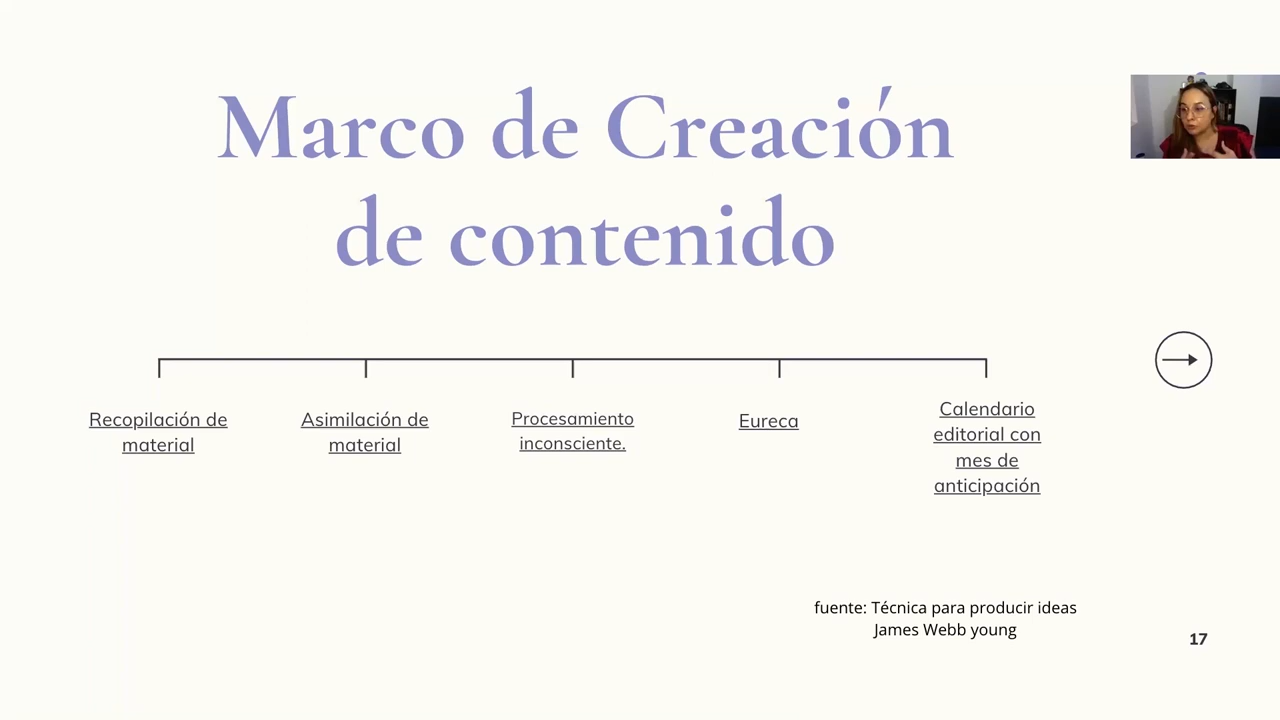 Marco de Creación
de contenido
Recopilación de
material
Asimilación de
material
Procesamiento
inconsciente.
Eureca
Calendario
editorial con
mes de
anticipación
fuente: Técnica para producir ideas
James Webb young
17